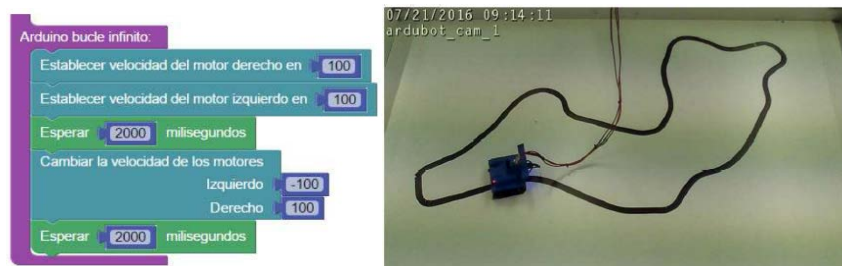 Arduino bucle infinito:
Establecer velocidad del motor derecho en 100
Establecer velocidad del motor izquierdo en 100
Esperar 2000 milisegundos
Cambiar la velocidad de los motores
Izquierdo -100
Derecho 100
Esperar 2000 milisegundos
07/21/2016 09:14:11
ardubot_cam_1